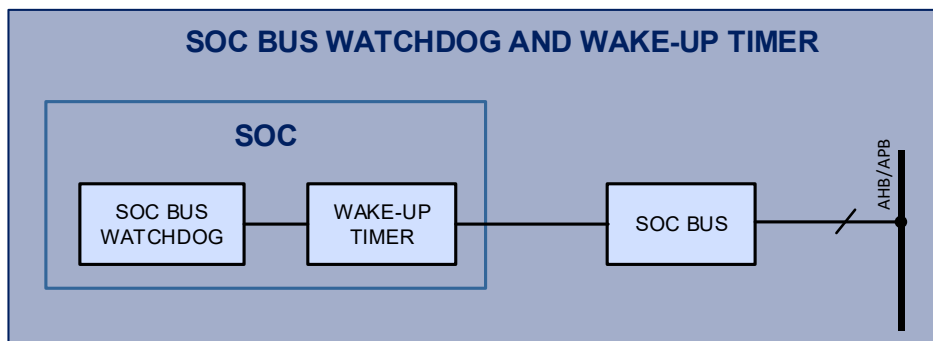 SOC BUS WATCHDOG AND WAKE-UP TIMER
SOC
SOC BUS
WATCHDOG
WAKE-UP
TIMER
SOC BUS
AHB/APB